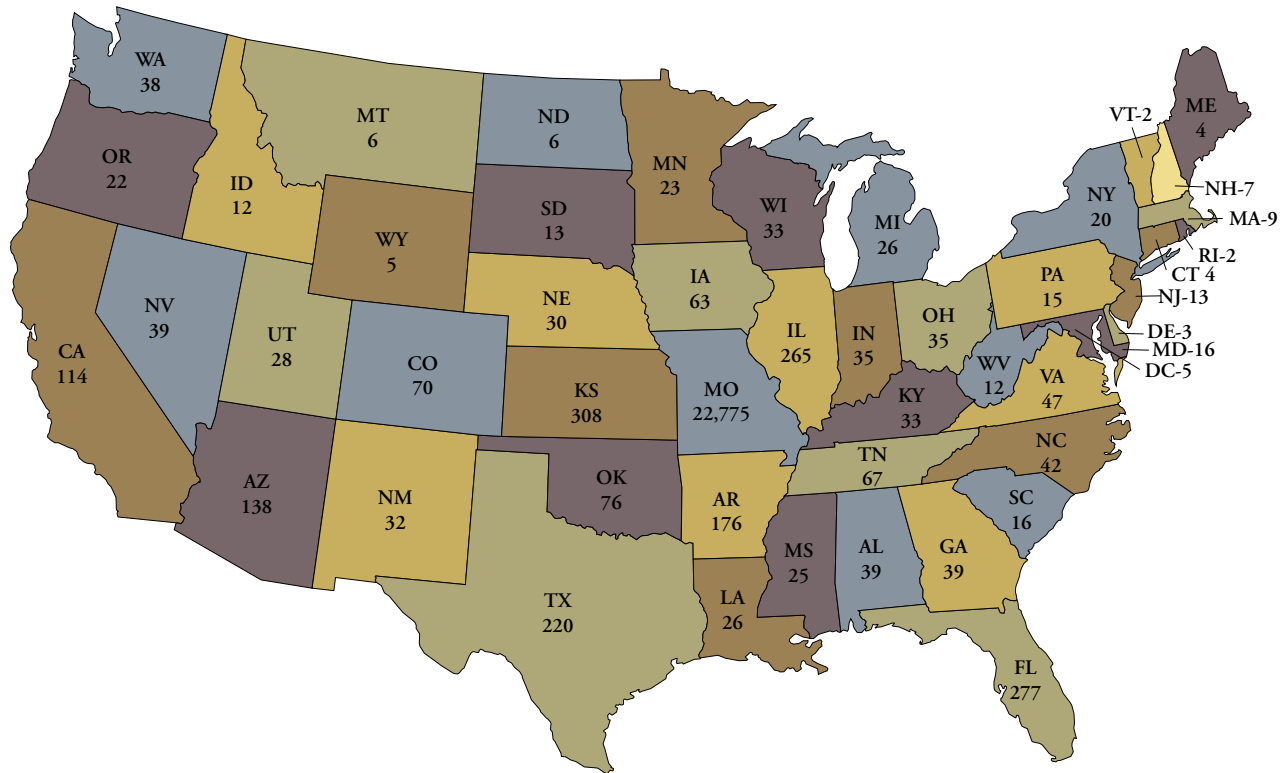 WA
38
OR
22
CA
114
ID
12
NV
39
MT
6
WY
5
UT
28
AZ
138
CO
70
NM
32
ND
6
SD
13
NE
30
KS
308
OK
76
TX
220
MN
23
IA
63
MO
22,775
AR
176
LA
26
WI
33
IL
265
MI
26
IN
35
OH
35
KY
33
TN
67
MS
25
AL
39
GA
39
FL
277
SC
16
NC
42
VA
47
WV
12
PA
15
NY
20
VT-2
ME
4
NH-7
MA-9
RI-2
CT 4
NJ-13
DE-3
MD-16
DC-5